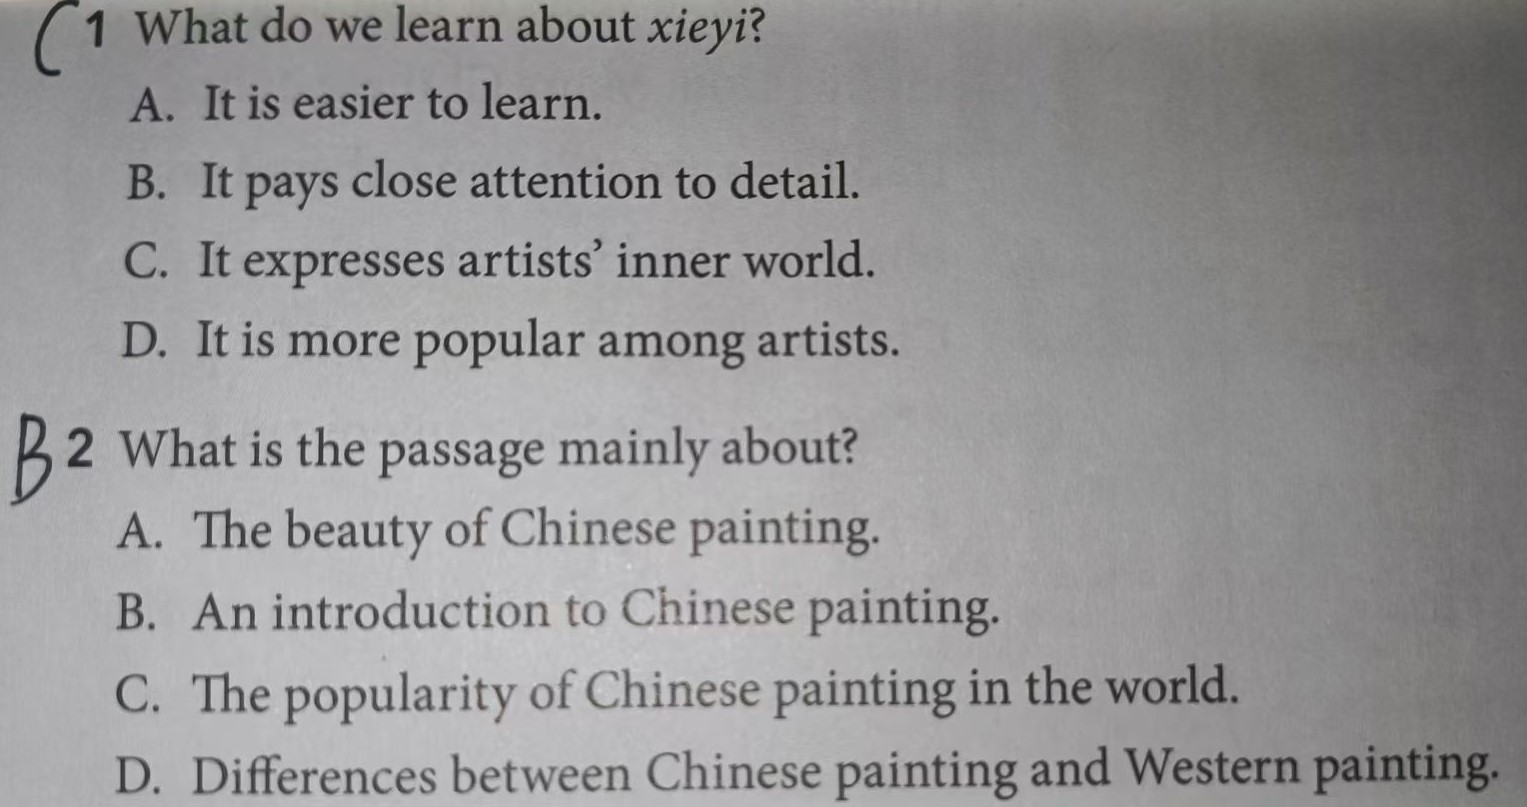 C 1 What do we learn about xieyi?
A. It is easier to learn.
B. It pays close attention to detail.
C. It expresses artists’ inner world.
D. It is more popular among artists.
B 2 What is the passage mainly about?
A. The beauty of Chinese painting.
B. An introduction to Chinese painting.
C. The popularity of Chinese painting in the world.
D. Differences between Chinese painting and Western painting.